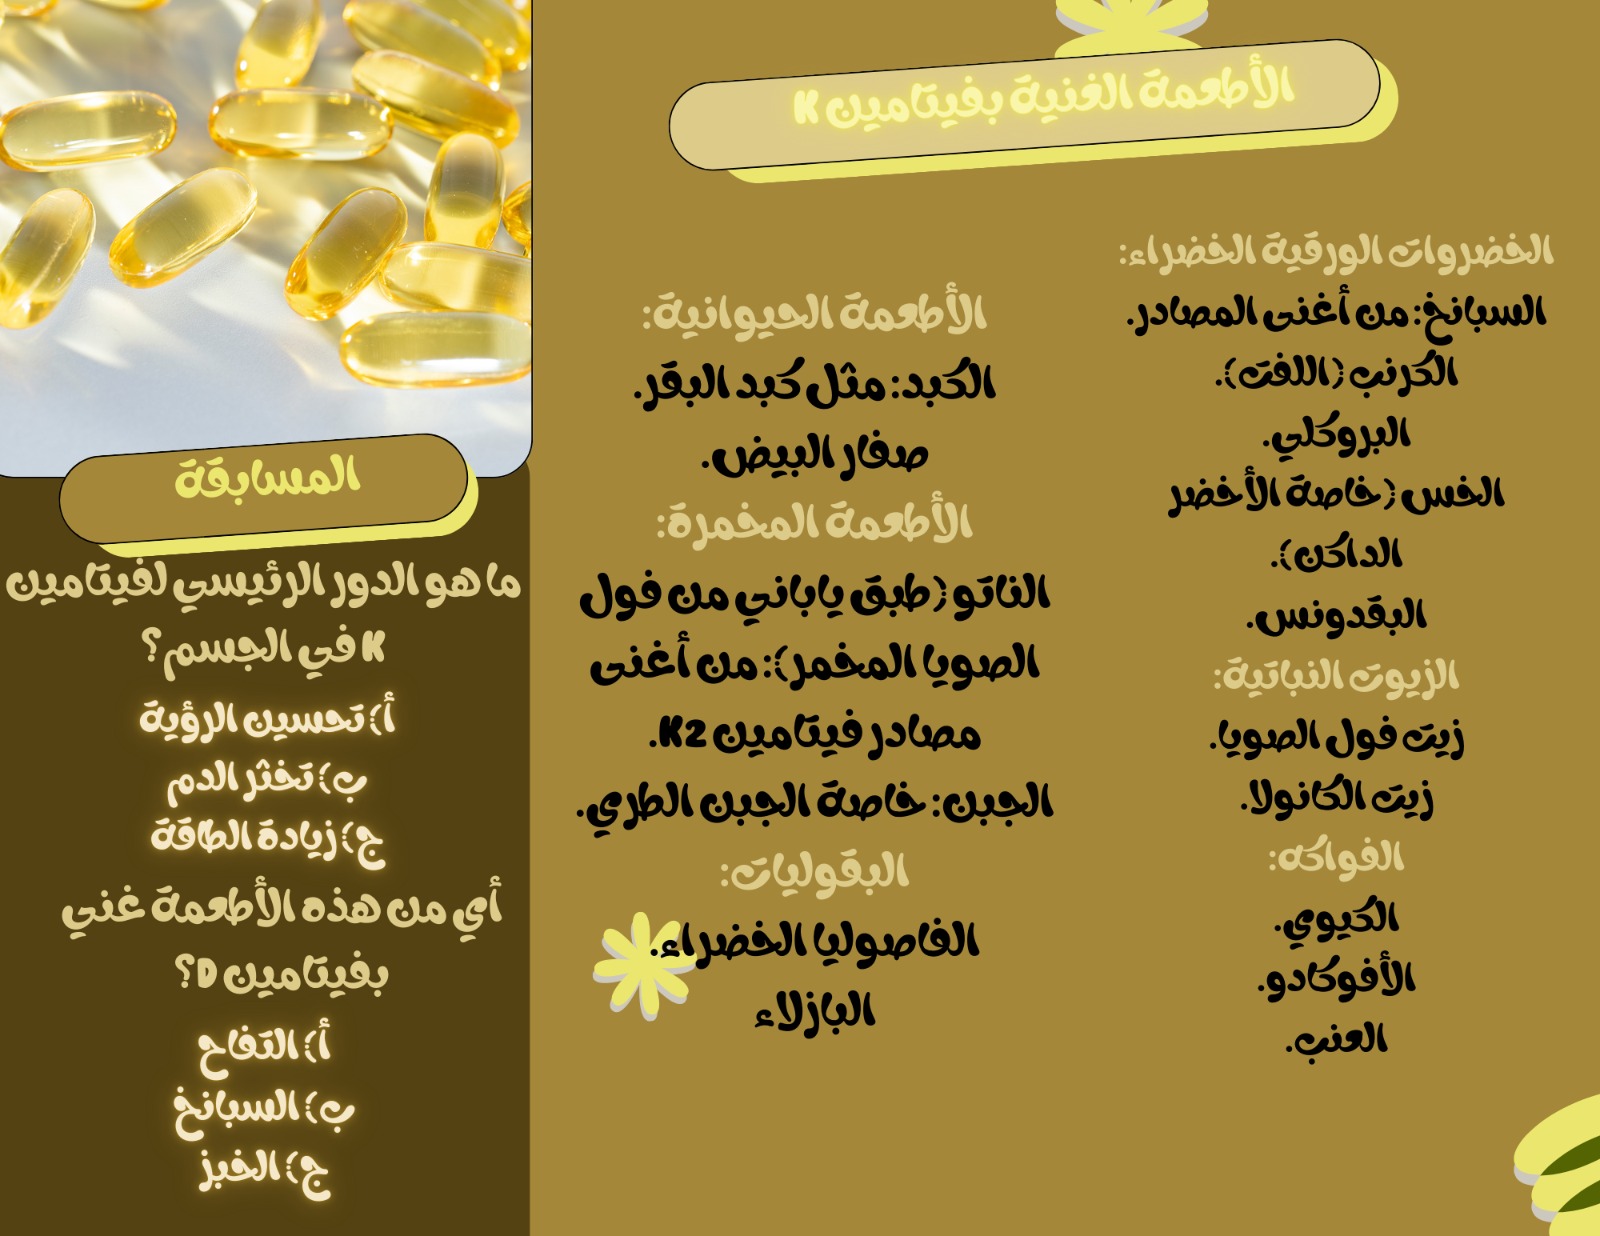 الأطعمة الغنية بفيتامين K
الخضروات الورقية الخضراء:
السبانخ: من أغنى المصادر.
الكرنب (اللفت).
البروكلي.
الخس (خاصة الأخضر
الداكن).
البقدونس.
الزيوت النباتية:
زيت فول الصويا.
زيت الكانولا.
الفواكه:
الكيوي.
الأفوكادو.
العنب.
الأطعمة الحيوانية:
الكبد: مثل كبد البقر.
صفار البيض.
الأطعمة المخمرة:
الناتو (طبق ياباني من فول
الصويا المخمر): من أغنى
مصادر فيتامين K2.
الجبن: خاصة الجبن الطري.
البقوليات:
الفاصوليا الخضراء.
البازلاء
المسابقة
ما هو الدور الرئيسي لفيتامين
K في الجسم؟
أ) تحسين الرؤية
ب) تخثر الدم
ج) زيادة الطاقة
أي من هذه الأطعمة غني
بفيتامين D؟
أ) التفاح
ب) السبانخ
ج) الخبز